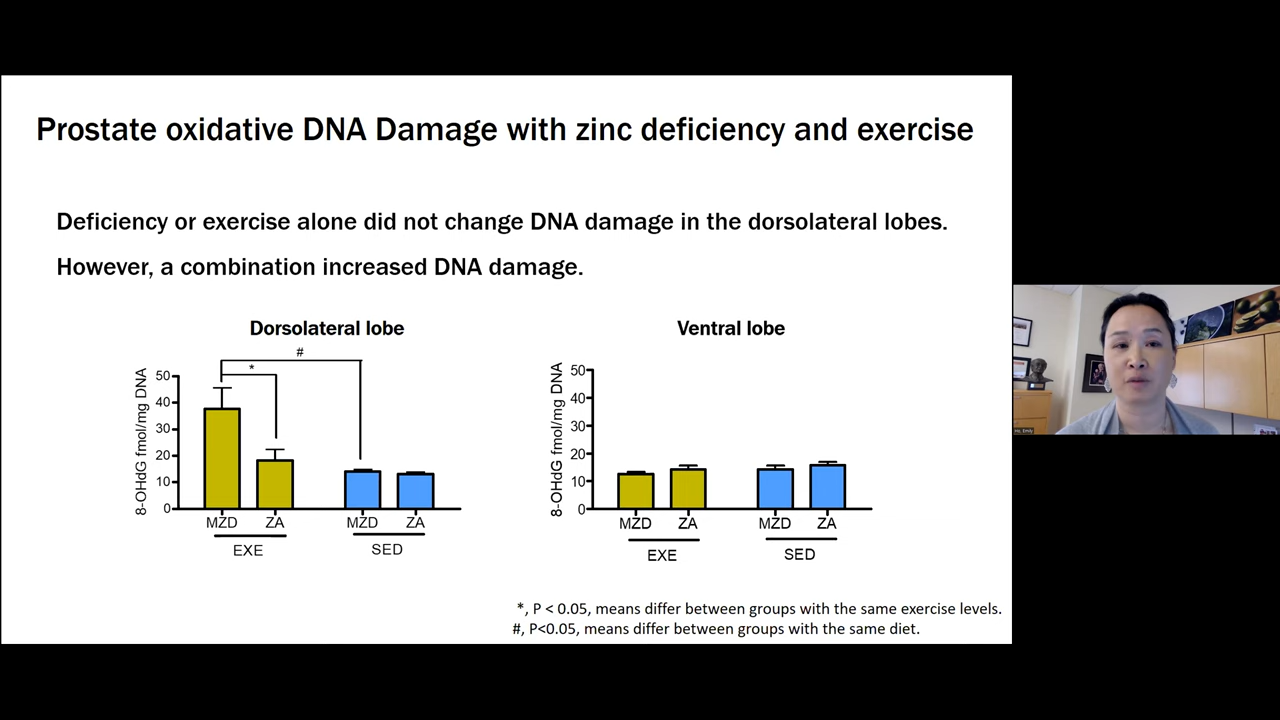 Prostate oxidative DNA Damage with zinc deficiency and exercise
Deficiency or exercise alone did not change DNA damage in the dorsolateral lobes.
However, a combination increased DNA damage.
Dorsolateral lobe
#
*
8-OHdG fmol/mg DNA
50
40
30
20
10
0
MZD ZA MZD ZA
EXE SED
Ventral lobe
8-OHdG fmol/mg DNA
50
40
30
20
10
0
MZD ZA MZD ZA
EXE SED
*, P < 0.05, means differ between groups with the same exercise levels.
#, P<0.05, means differ between groups with the same diet.
Ho, Emily